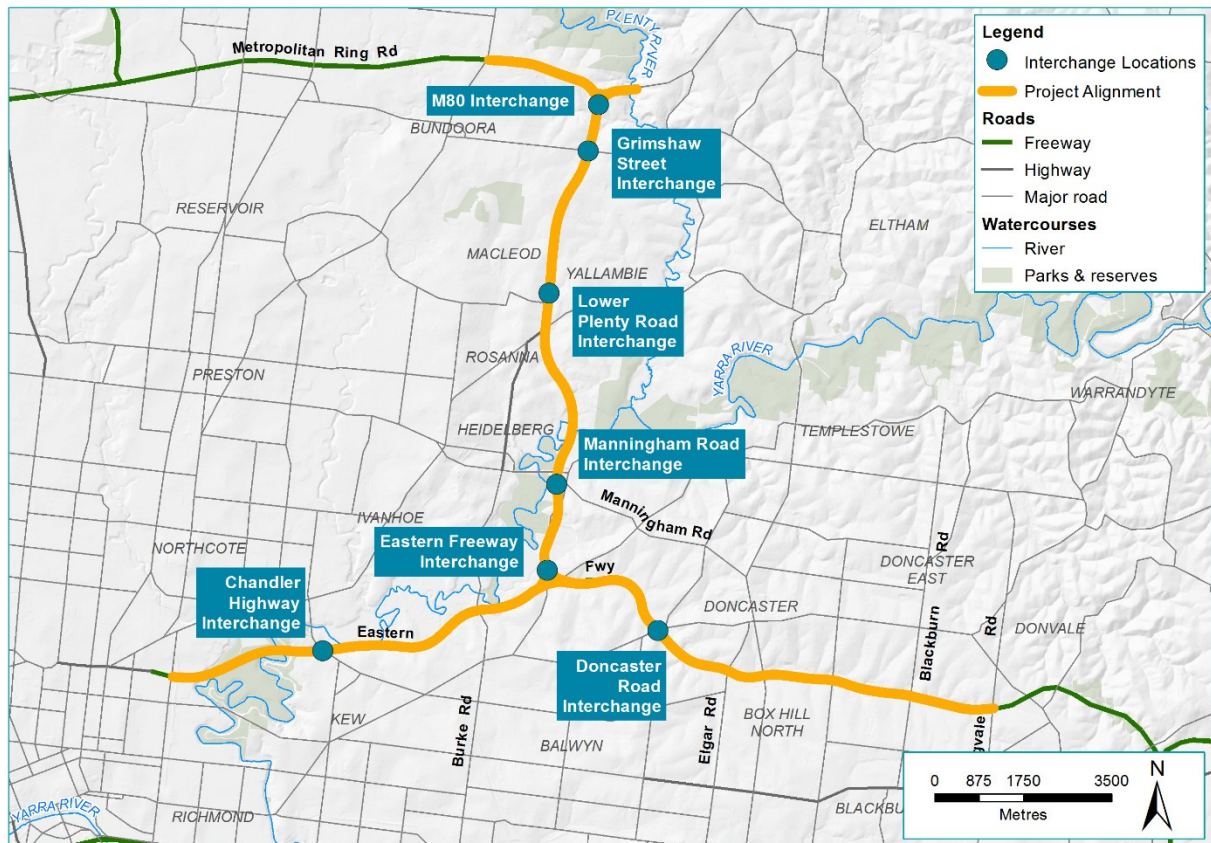 PLENTY RIVER
Metropolitan Ring Rd
M80 Interchange
BUNDOORA
Grimshaw
Street
Interchange
RESERVOIR
ELTHAM
MACLEOD
YALLAMBIE
Lower
Plenty Road
Interchange
ROSANNA
PRESTON
YARRA RIVER
WARRANDYTE
HEIDELBERG
TEMPLESTOWE
Manningham Road
Interchange
Manningham Rd
IVANHOE
NORTHCOTE
Eastern Freeway
Interchange
Fwy
DONCASTER
EAST
Blackburn Rd
Chandler
Highway
Interchange
Eastern
DONCASTER
DONVALE
Rd
Doncaster
Road
Interchange
KEW
Burke Rd
BALWYN
Elgar Rd
BOX HILL
NORTH
YARRA RIVER
RICHMOND
Legend
Interchange Locations
Project Alignment
Roads
Freeway
Highway
Major road
Watercourses
River
Parks & reserves
0 875 1750 3500
Metres
N